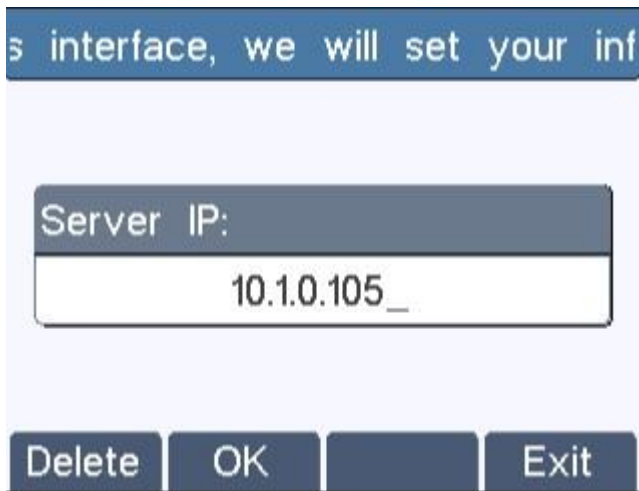 s interface, we will set your inf
Server IP:
10.1.0.105_
Delete OK Exit